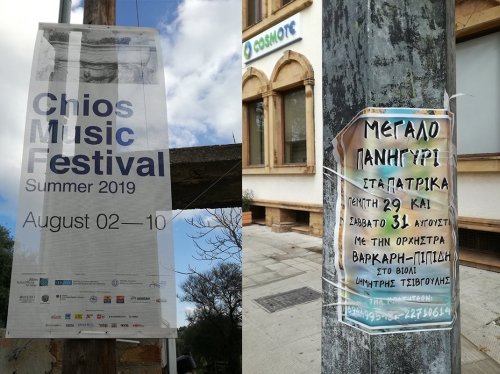 Chios
Music
Festival
Summer 2019
August 02—10
COSMOTE
ΜΕΓΑΛΟ
ΠΑΝΗΓΥΡΙ
ΣΤΑ ΠΑΤΡΙΚΑ
ΠΕΜΠΤΗ 29 ΚΑΙ
ΣΑΒΒΑΤΟ 31 ΑΥΓΟΥΣΤΟΥ
ΜΕ ΤΗΝ ΟΡΧΗΣΤΡΑ
ΒΑΡΚΑΡΗ-ΠΙΠΙΔΗ
ΣΤΟ ΒΙΟΛΙ
ΔΗΜΗΤΡΗΣ ΤΣΙΒΓΟΥΛΗΣ